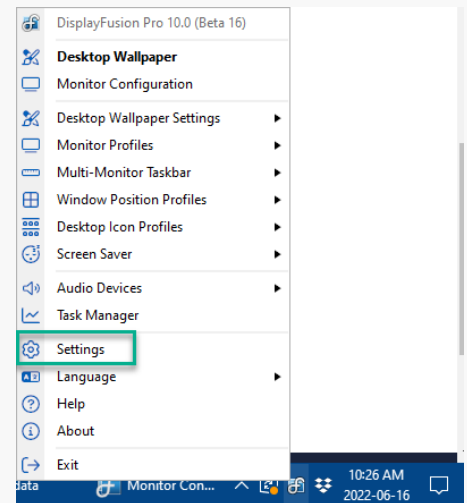 DisplayFusion Pro 10.0 (Beta 16)
Desktop Wallpaper
Monitor Configuration
Desktop Wallpaper Settings
Monitor Profiles
Multi-Monitor Taskbar
Window Position Profiles
Desktop Icon Profiles
Screen Saver
Audio Devices
Task Manager
Settings
Language
Help
About
Exit
data
Monitor Con...
10:26 AM
2022-06-16